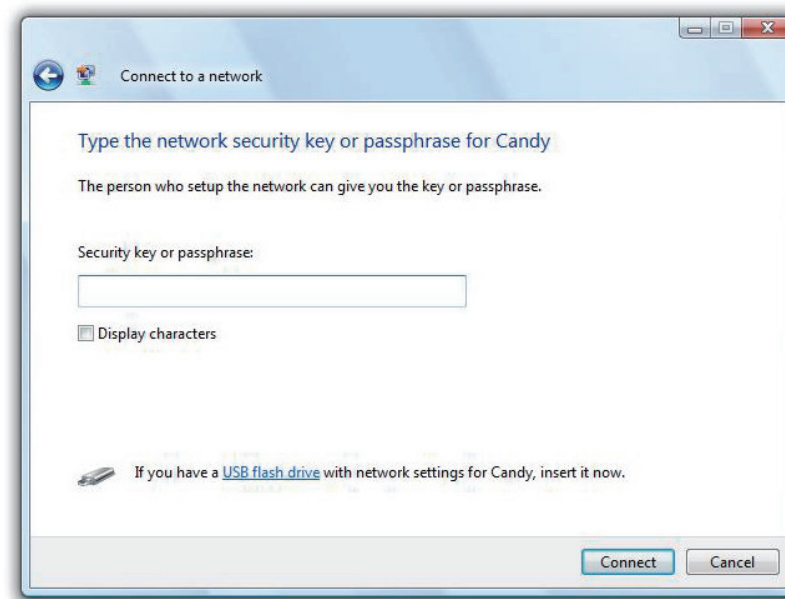 Connect to a network
Type the network security key or passphrase for Candy
The person who setup the network can give you the key or passphrase.
Security key or passphrase:
Display characters
If you have a USB flash drive with network settings for Candy, insert it now.
Connect Cancel